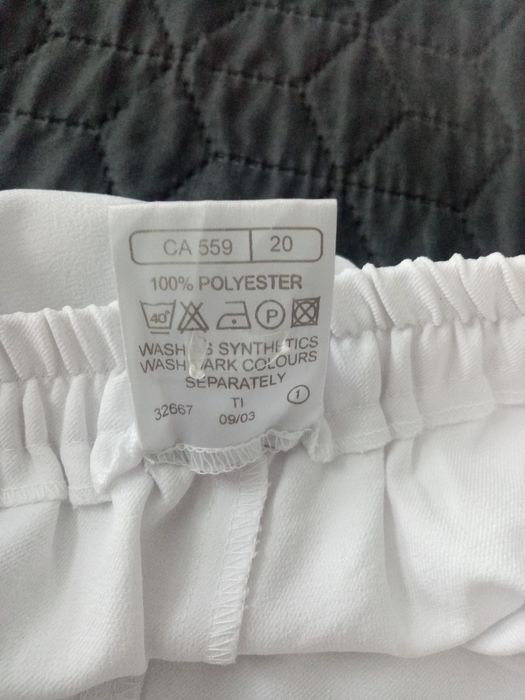 CA 559 20
100% POLYESTER
40° P
WASH AS SYNTHETICS
WASH DARK COLOURS
SEPARATELY
32667 TI 1
09/03